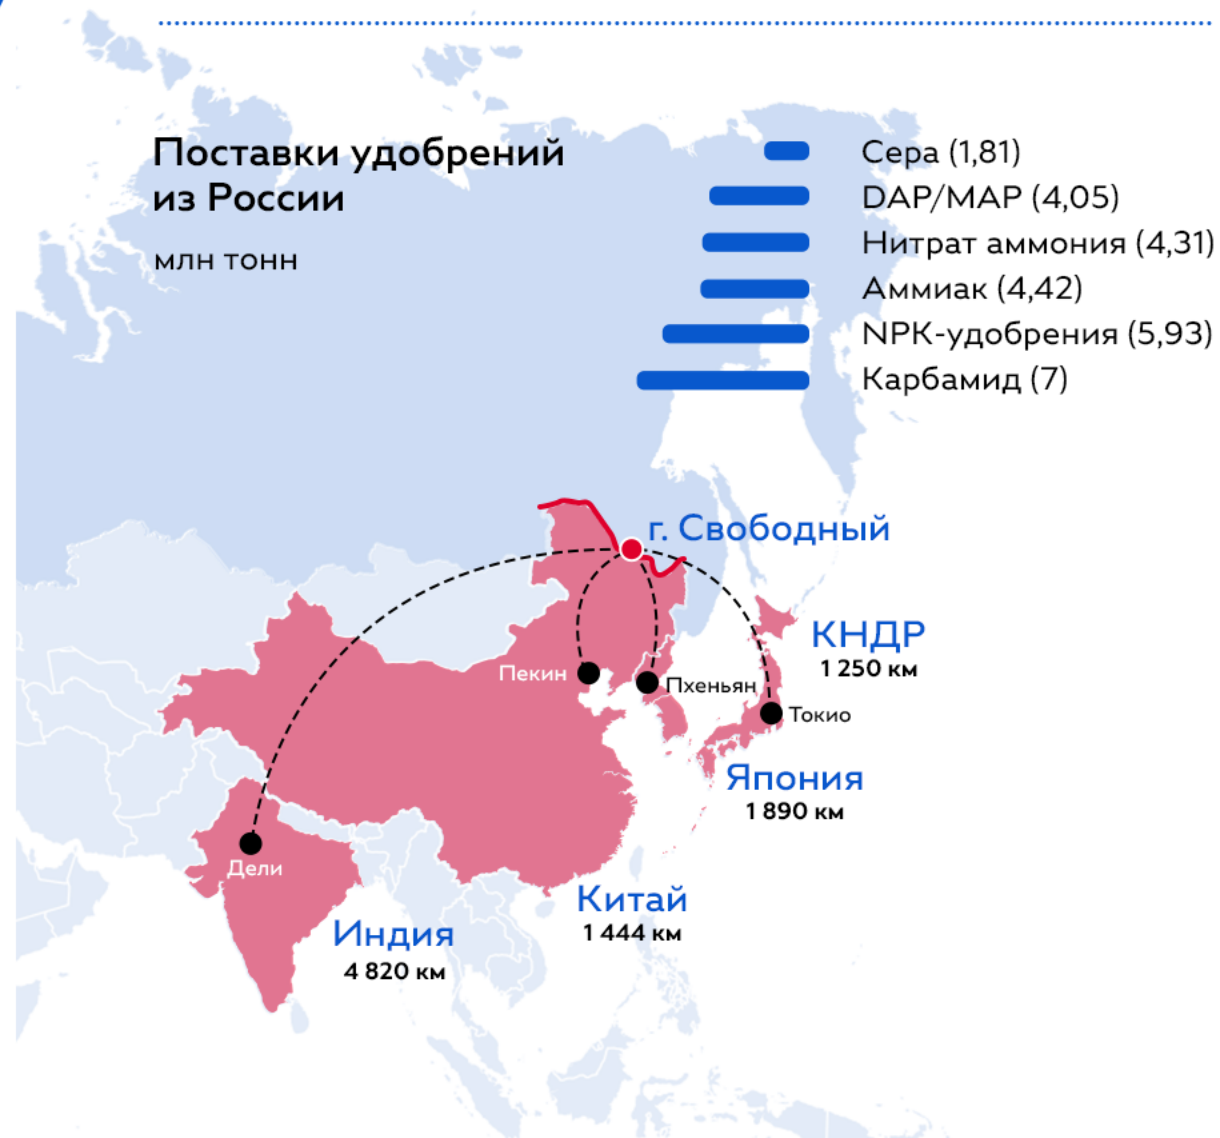 Поставки удобрений
из России
млн тонн
Сера (1,81)
DAP/MAP (4,05)
Нитрат аммония (4,31)
Аммиак (4,42)
NPK-удобрения (5,93)
Карбамид (7)
г. Свободный
КНДР
1 250 км
Пекин
Пхеньян
Токио
Япония
1 890 км
Дели
Китай
1 444 км
Индия
4 820 км